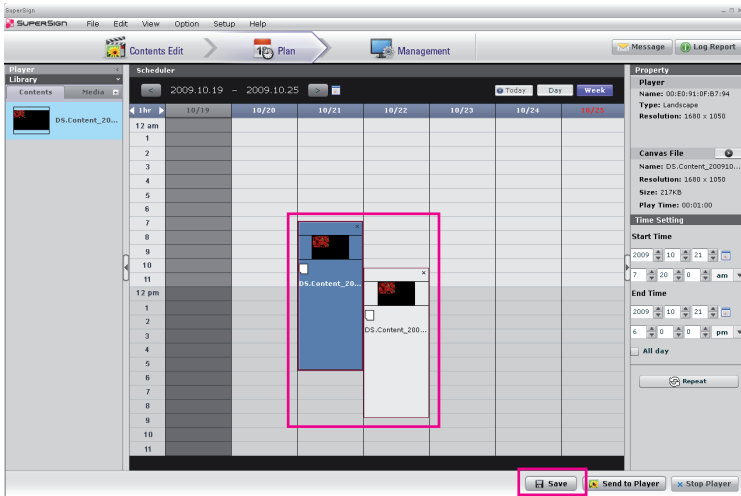 SuperSign
SUPERSIGN File Edit View Option Setup Help
Contents Edit Plan Management Message Log Report
Player
Library
Contents Media
DS.Content_20...
Scheduler
< 2009.10.19 – 2009.10.25 > Today Day Week
1hr 10/19 10/20 10/21 10/22 10/23 10/24 10/25
12 am
1
2
3
4
5
6
7
8
9
10
11
12 pm
1
2
3
4
5
6
7
8
9
10
11
DS.Content_20...
DS.Content_200...
Property
Player
Name: 00:E0:91:0F:B7:94
Type: Landscape
Resolution: 1680 x 1050
Canvas File
Name: DS.Content_200910...
Resolution: 1680 x 1050
Size: 217KB
Play Time: 00:01:00
Time Setting
Start Time
2009 10 21
7 20 0 am
End Time
2009 10 21
6 0 0 pm
All day
Repeat
Save Send to Player Stop Player